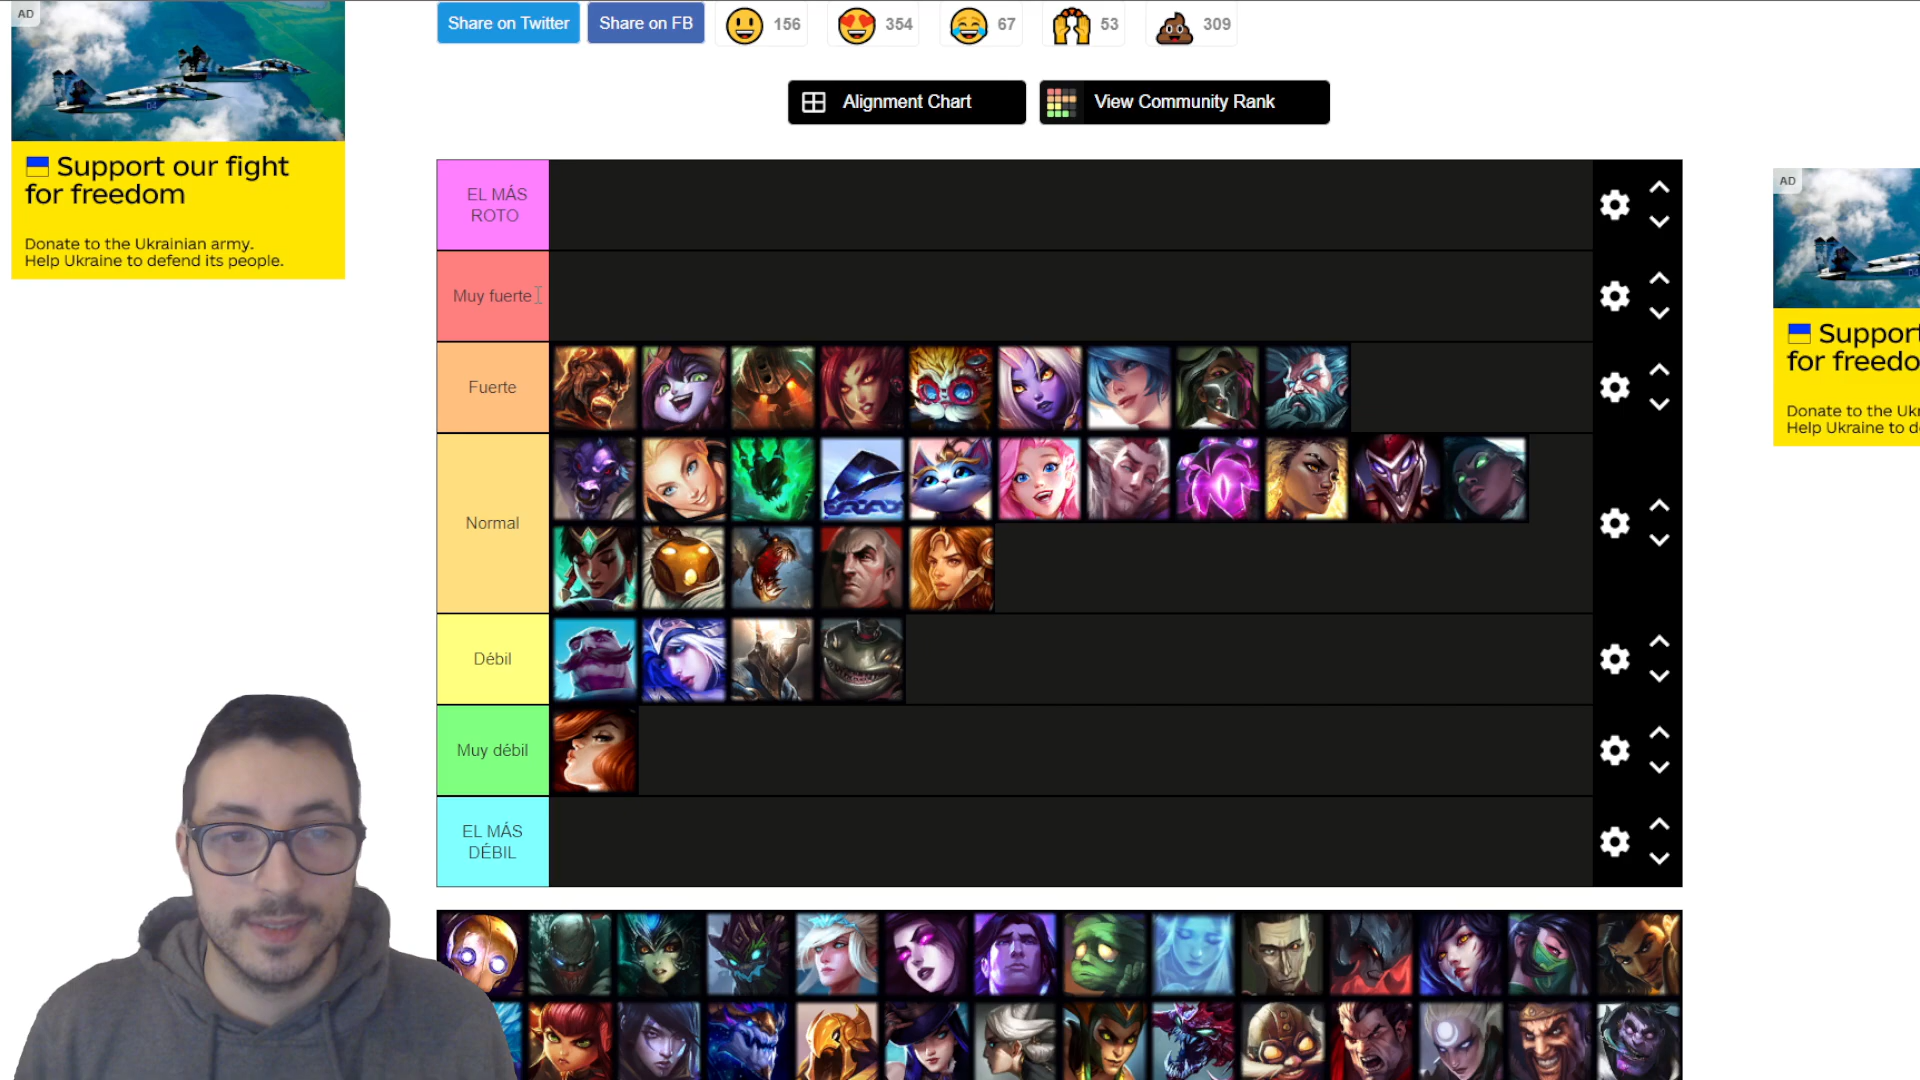 AD
Support our fight
for freedom
Donate to the Ukrainian army.
Help Ukraine to defend its people.
Share on Twitter
Share on FB
156
354
67
53
309
Alignment Chart
View Community Rank
EL MÁS
ROTO
Muy fuerte
Fuerte
Normal
Débil
Muy débil
EL MÁS
DÉBIL
AD
Support
for freedo
Donate to the Ukr
Help Ukraine to d